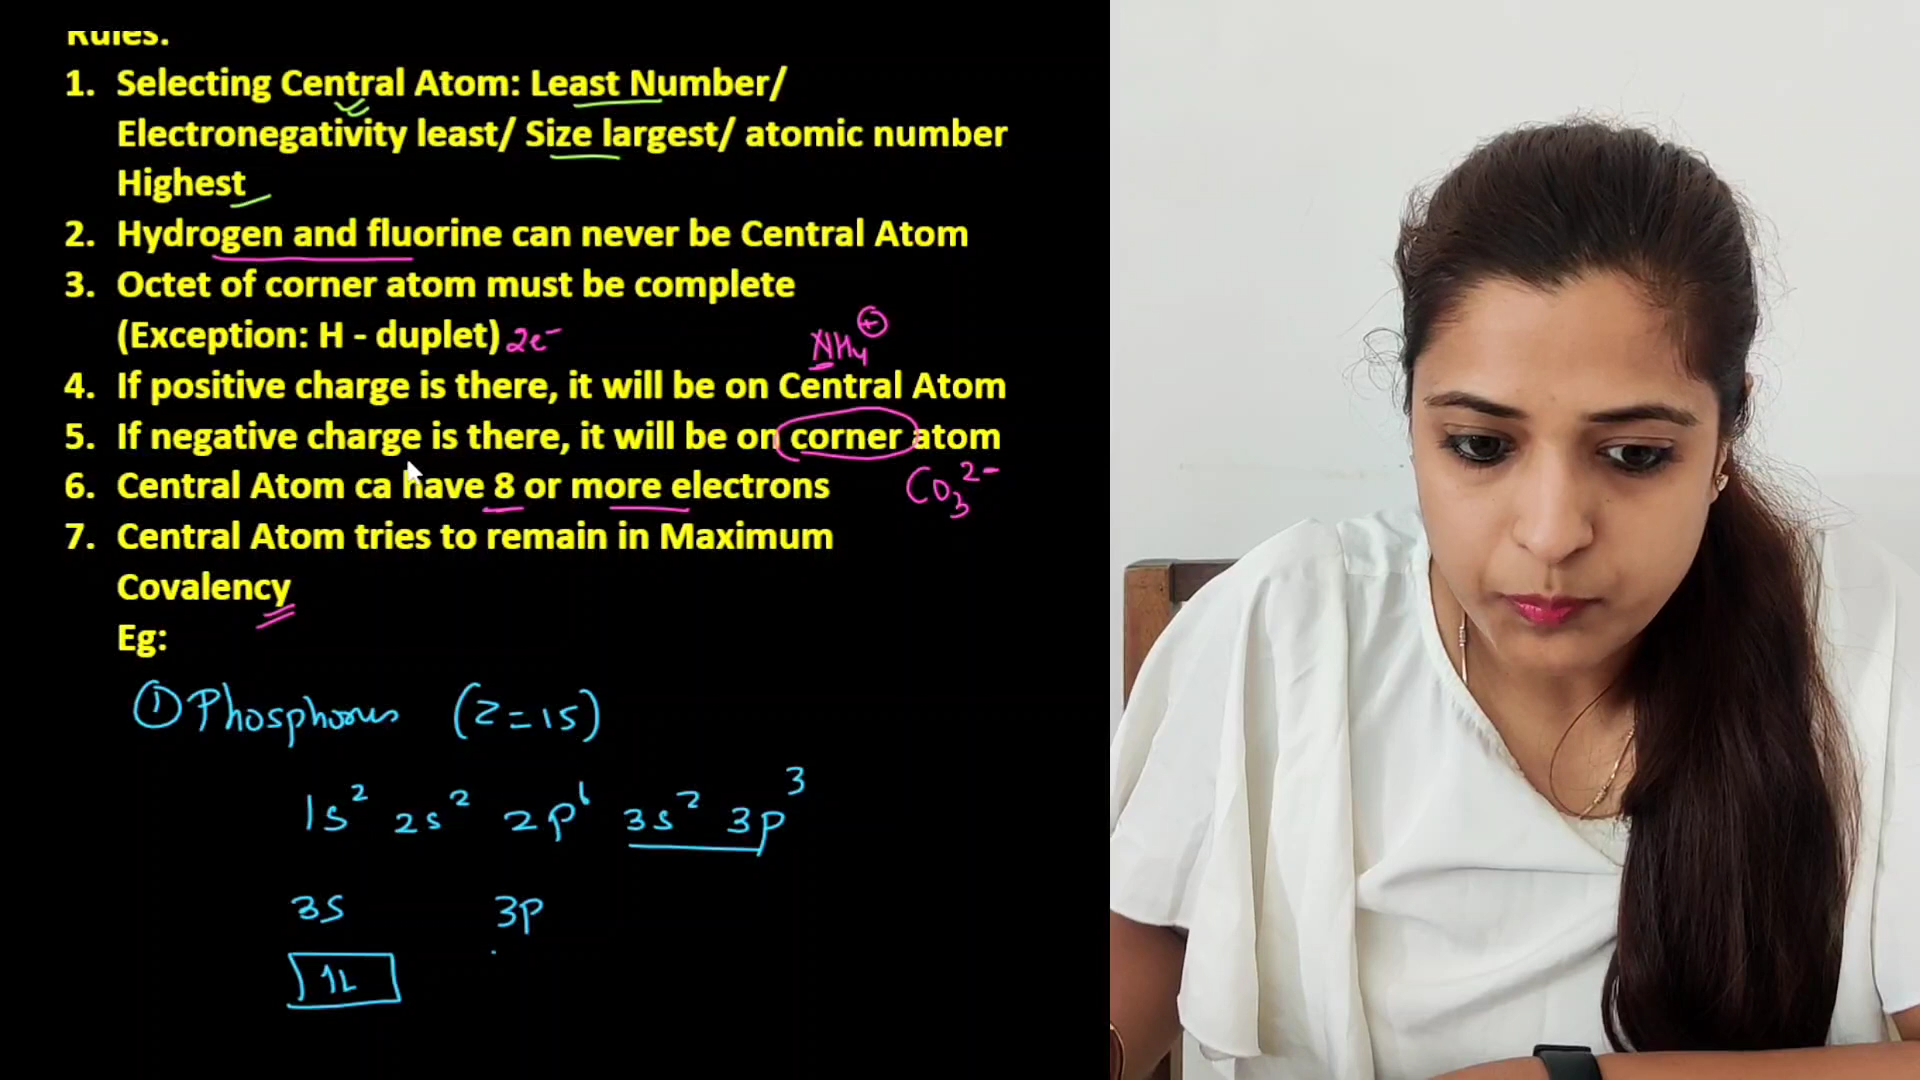 Rules:
1. Selecting Central Atom: Least Number/
Electronegativity least/ Size largest/ atomic number
Highest
2. Hydrogen and fluorine can never be Central Atom
3. Octet of corner atom must be complete
(Exception: H - duplet) 2e⁻
NH₄⊕
4. If positive charge is there, it will be on Central Atom
5. If negative charge is there, it will be on corner atom
6. Central Atom ca have 8 or more electrons CO₃²⁻
7. Central Atom tries to remain in Maximum
Covalency
Eg:
① Phosphorus (Z=15)
1s² 2s² 2p⁶ 3s² 3p³
3s 3p
1L